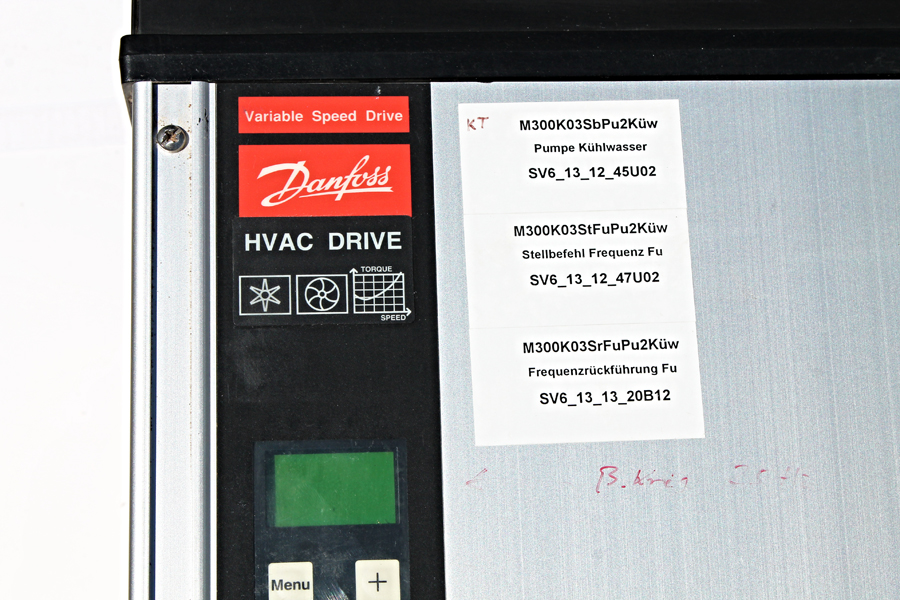 Variable Speed Drive
Danfoss
HVAC DRIVE
TORQUE
SPEED
Menu
+
KT
M300K03SbPu2Küw
Pumpe Kühlwasser
SV6_13_12_45U02
M300K03StFuPu2Küw
Stellbefehl Frequenz Fu
SV6_13_12_47U02
M300K03SrFuPu2Küw
Frequenzrückführung Fu
SV6_13_13_20B12